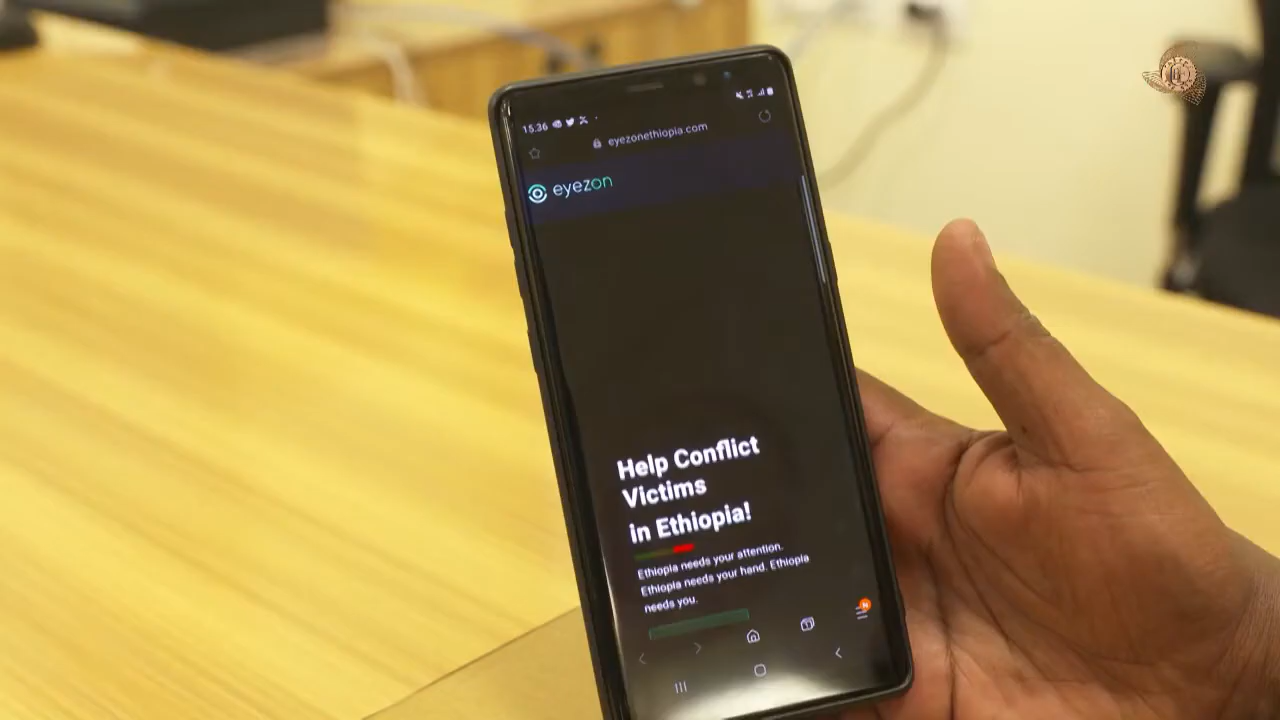 15.36
eyezonethiopia.com
eyezon
Help Conflict
Victims
in Ethiopia!
Ethiopia needs your attention.
Ethiopia needs your hand. Ethiopia
needs you.
N